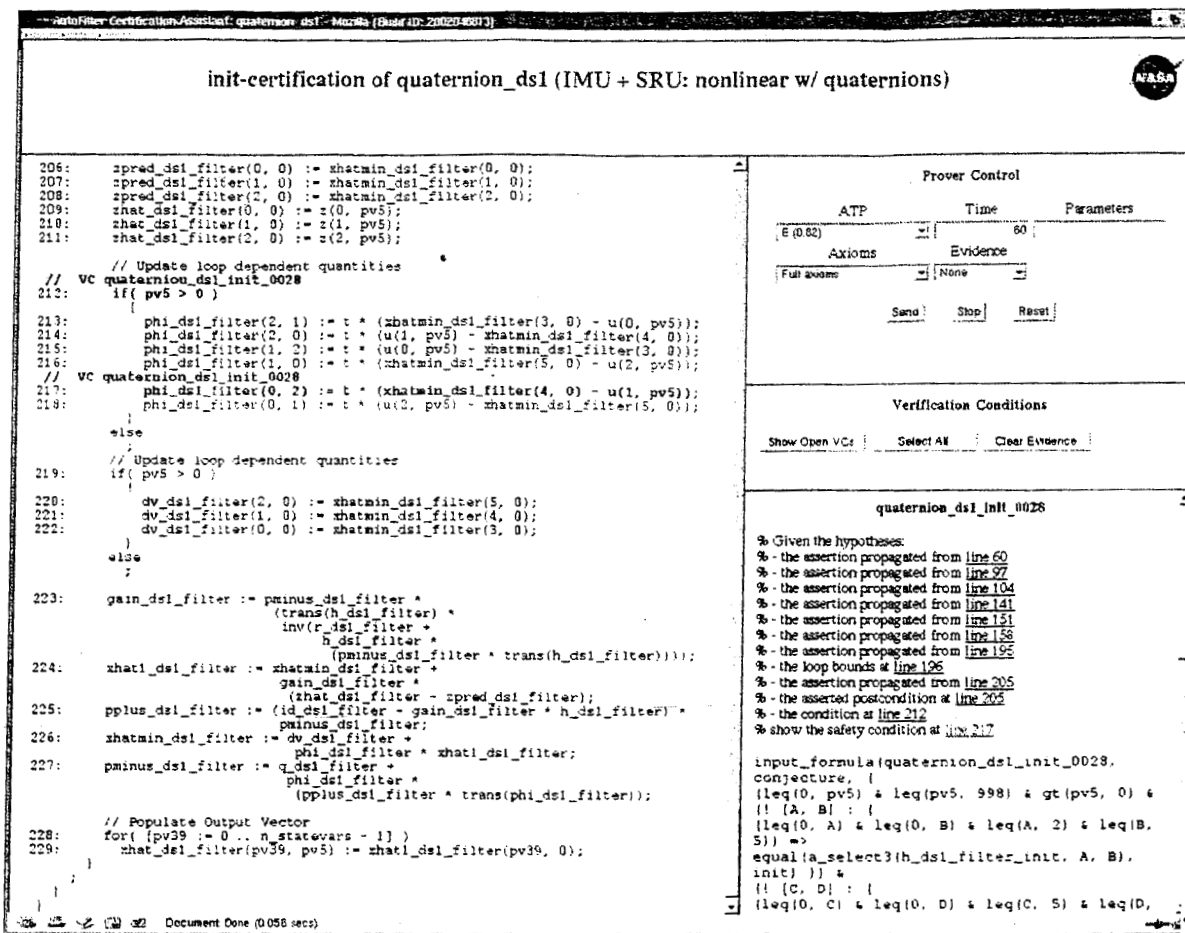 AutoFilter Certification Assistant: quaternion_ds1 - Mozilla {Build ID: 2002040813}
init-certification of quaternion_ds1 (IMU + SRU: nonlinear w/ quaternions)
NASA
206: zpred_ds1_filter(0, 0) := xhatmin_ds1_filter(0, 0);
207: zpred_ds1_filter(1, 0) := xhatmin_ds1_filter(1, 0);
208: zpred_ds1_filter(2, 0) := xhatmin_ds1_filter(2, 0);
209: zhat_ds1_filter(0, 0) := z(0, pv5);
210: zhat_ds1_filter(1, 0) := z(1, pv5);
211: zhat_ds1_filter(2, 0) := z(2, pv5);
// Update loop dependent quantities
// VC quaternion_ds1_init_0028
212: if( pv5 > 0 )
{
213: phi_ds1_filter(2, 1) := t * (xhatmin_ds1_filter(3, 0) - u(0, pv5));
214: phi_ds1_filter(2, 0) := t * (u(1, pv5) - xhatmin_ds1_filter(4, 0));
215: phi_ds1_filter(1, 2) := t * (u(0, pv5) - xhatmin_ds1_filter(3, 0));
216: phi_ds1_filter(1, 0) := t * (xhatmin_ds1_filter(5, 0) - u(2, pv5));
// VC quaternion_ds1_init_0028
217: phi_ds1_filter(0, 2) := t * (xhatmin_ds1_filter(4, 0) - u(1, pv5));
218: phi_ds1_filter(0, 1) := t * (u(2, pv5) - xhatmin_ds1_filter(5, 0));
}
else
;
// Update loop dependent quantities
219: if( pv5 > 0 )
{
220: dv_ds1_filter(2, 0) := xhatmin_ds1_filter(5, 0);
221: dv_ds1_filter(1, 0) := xhatmin_ds1_filter(4, 0);
222: dv_ds1_filter(0, 0) := xhatmin_ds1_filter(3, 0);
}
else
;
223: gain_ds1_filter := pminus_ds1_filter *
(trans(h_ds1_filter) *
inv(r_ds1_filter +
h_ds1_filter *
(pminus_ds1_filter * trans(h_ds1_filter))));
224: xhat1_ds1_filter := xhatmin_ds1_filter +
gain_ds1_filter *
(zhat_ds1_filter - zpred_ds1_filter);
225: pplus_ds1_filter := (id_ds1_filter - gain_ds1_filter * h_ds1_filter) *
pminus_ds1_filter;
226: xhatmin_ds1_filter := dv_ds1_filter +
phi_ds1_filter * xhat1_ds1_filter;
227: pminus_ds1_filter := q_ds1_filter +
phi_ds1_filter *
(pplus_ds1_filter * trans(phi_ds1_filter));
// Populate Output Vector
228: for( [pv39 := 0 .. n_statevars - 1] )
229: xhat_ds1_filter(pv39, pv5) := xhat1_ds1_filter(pv39, 0);
}
;
}
}
Document Done (0.058 secs)
Prover Control
ATP Time Parameters
E (0.82) 60
Axioms Evidence
Full axioms None
Send Stop Reset
Verification Conditions
Show Open VCs Select All Clear Evidence
quaternion_ds1_init_0028
% Given the hypotheses:
% - the assertion propagated from line 60
% - the assertion propagated from line 97
% - the assertion propagated from line 104
% - the assertion propagated from line 141
% - the assertion propagated from line 151
% - the assertion propagated from line 158
% - the assertion propagated from line 195
% - the loop bounds at line 196
% - the assertion propagated from line 205
% - the asserted postcondition at line 205
% - the condition at line 212
% show the safety condition at line 217
input_formula(quaternion_ds1_init_0028,
conjecture, (
(leq(0, pv5) & leq(pv5, 998) & gt(pv5, 0) &
(! [A, B] : (
(leq(0, A) & leq(0, B) & leq(A, 2) & leq(B,
5)) =>
equal(a_select3(h_ds1_filter_init, A, B),
init) )) &
(! [C, D] : (
(leq(0, C) & leq(0, D) & leq(C, 5) & leq(D,